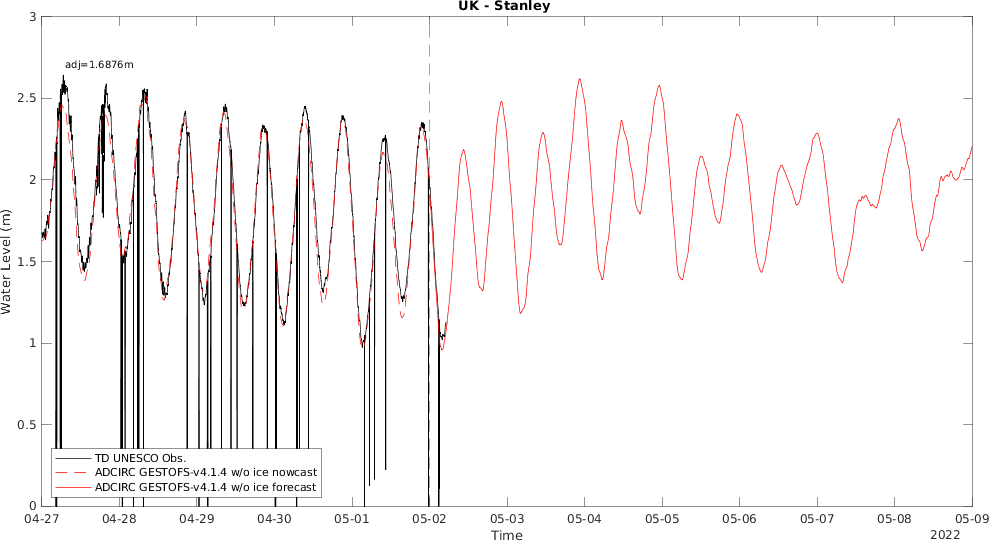 UK - Stanley
adj=1.6876m
3
2.5
2
1.5
1
0.5
0
Water Level (m)
TD UNESCO Obs.
ADCIRC GESTOFS-v4.1.4 w/o ice nowcast
ADCIRC GESTOFS-v4.1.4 w/o ice forecast
04-27 04-28 04-29 04-30 05-01 05-02 05-03 05-04 05-05 05-06 05-07 05-08 05-09
Time
2022